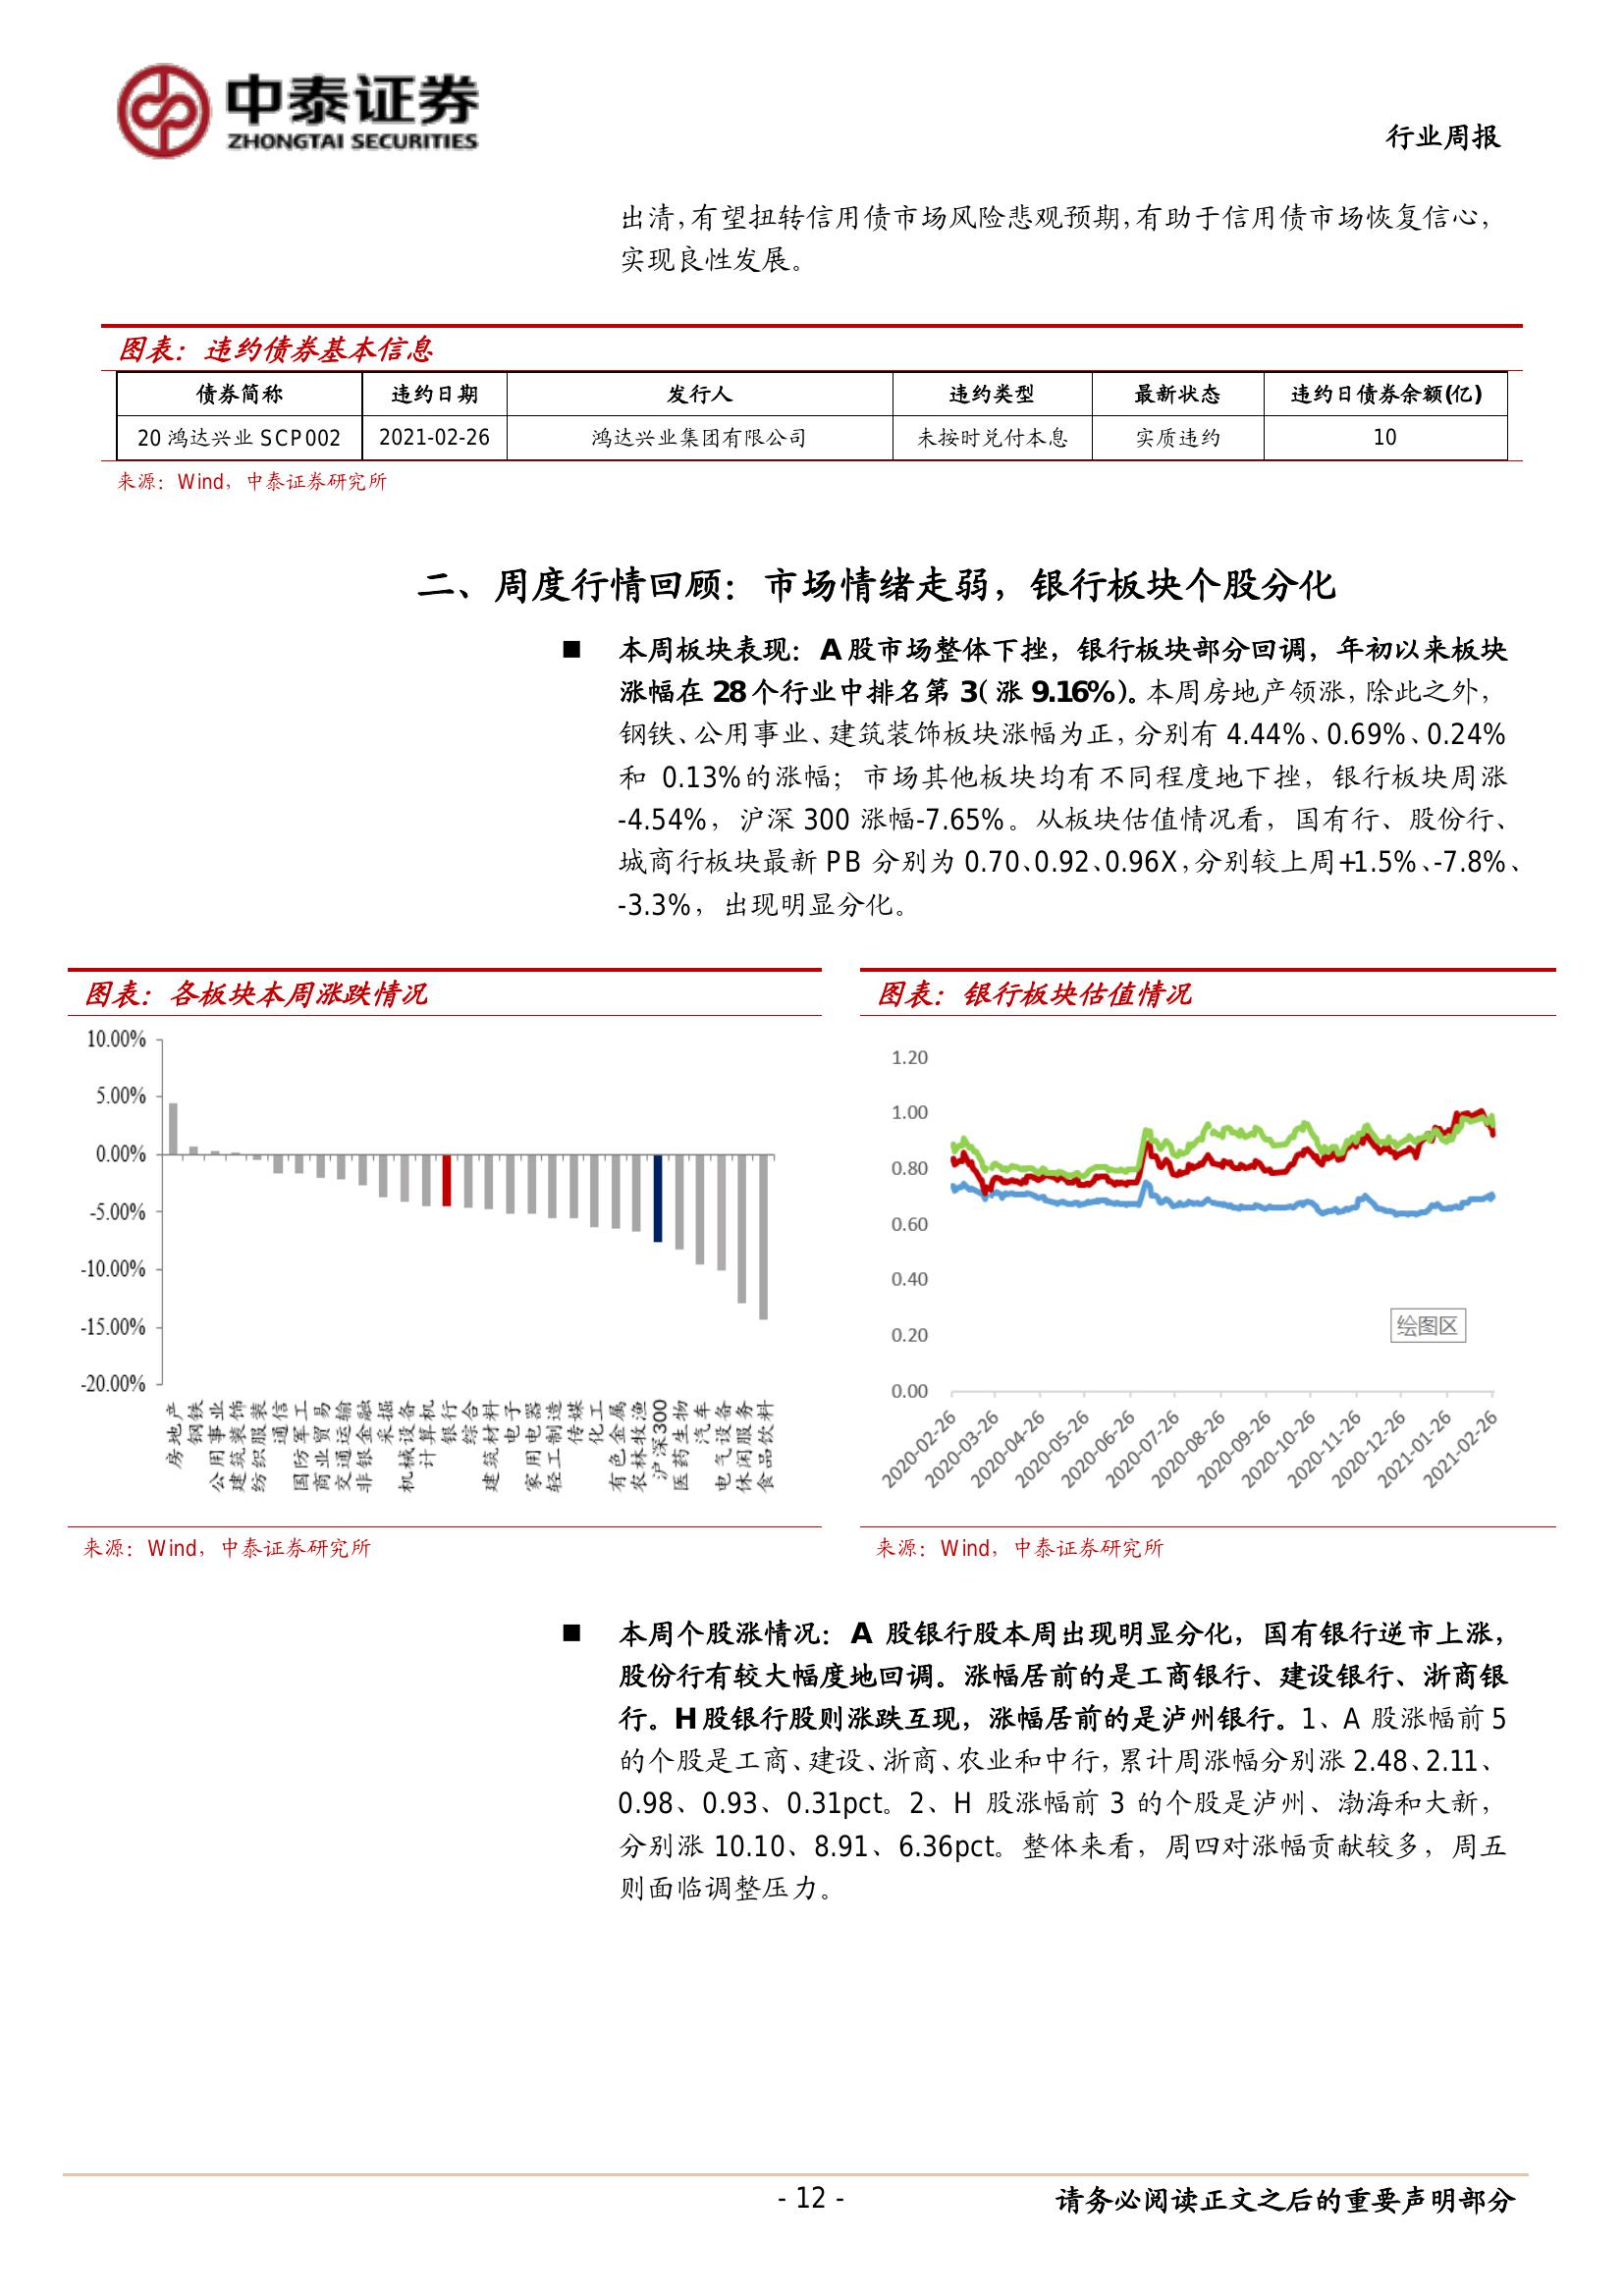 中泰证券
ZHONGTAI SECURITIES
行业周报
出清，有望扭转信用债市场风险悲观预期，有助于信用债市场恢复信心，
实现良性发展。
图表：违约债券基本信息
债券简称 违约日期 发行人 违约类型 最新状态 违约日债券余额(亿)
20 鸿达兴业 SCP002 2021-02-26 鸿达兴业集团有限公司 未按时兑付本息 实质违约 10
来源：Wind，中泰证券研究所
二、周度行情回顾：市场情绪走弱，银行板块个股分化
■ 本周板块表现：A 股市场整体下挫，银行板块部分回调，年初以来板块
涨幅在 28 个行业中排名第 3（涨 9.16%）。本周房地产领涨，除此之外，
钢铁、公用事业、建筑装饰板块涨幅为正，分别有 4.44%、0.69%、0.24%
和 0.13%的涨幅；市场其他板块均有不同程度地下挫，银行板块周涨
-4.54%，沪深 300 涨幅-7.65%。从板块估值情况看，国有行、股份行、
城商行板块最新 PB 分别为 0.70、0.92、0.96X，分别较上周+1.5%、-7.8%、
-3.3%，出现明显分化。
图表：各板块本周涨跌情况
10.00%
5.00%
0.00%
-5.00%
-10.00%
-15.00%
-20.00%
房地产
钢铁
公用事业
建筑装饰
纺织服装
通信
国防军工
商业贸易
交通运输
非银金融
采掘
机械设备
计算机
银行
综合
建筑材料
电子
家用电器
轻工制造
传媒
化工
有色金属
农林牧渔
沪深300
医药生物
汽车
电气设备
休闲服务
食品饮料
来源：Wind，中泰证券研究所
图表：银行板块估值情况
1.20
1.00
0.80
0.60
0.40
0.20
0.00
绘图区
2020-02-26
2020-03-26
2020-04-26
2020-05-26
2020-06-26
2020-07-26
2020-08-26
2020-09-26
2020-10-26
2020-11-26
2020-12-26
2021-01-26
2021-02-26
来源：Wind，中泰证券研究所
■ 本周个股涨情况：A 股银行股本周出现明显分化，国有银行逆市上涨，
股份行有较大幅度地回调。涨幅居前的是工商银行、建设银行、浙商银
行。H 股银行股则涨跌互现，涨幅居前的是泸州银行。1、A 股涨幅前 5
的个股是工商、建设、浙商、农业和中行，累计周涨幅分别涨 2.48、2.11、
0.98、0.93、0.31pct。2、H 股涨幅前 3 的个股是泸州、渤海和大新，
分别涨 10.10、8.91、6.36pct。整体来看，周四对涨幅贡献较多，周五
则面临调整压力。
- 12 -
请务必阅读正文之后的重要声明部分